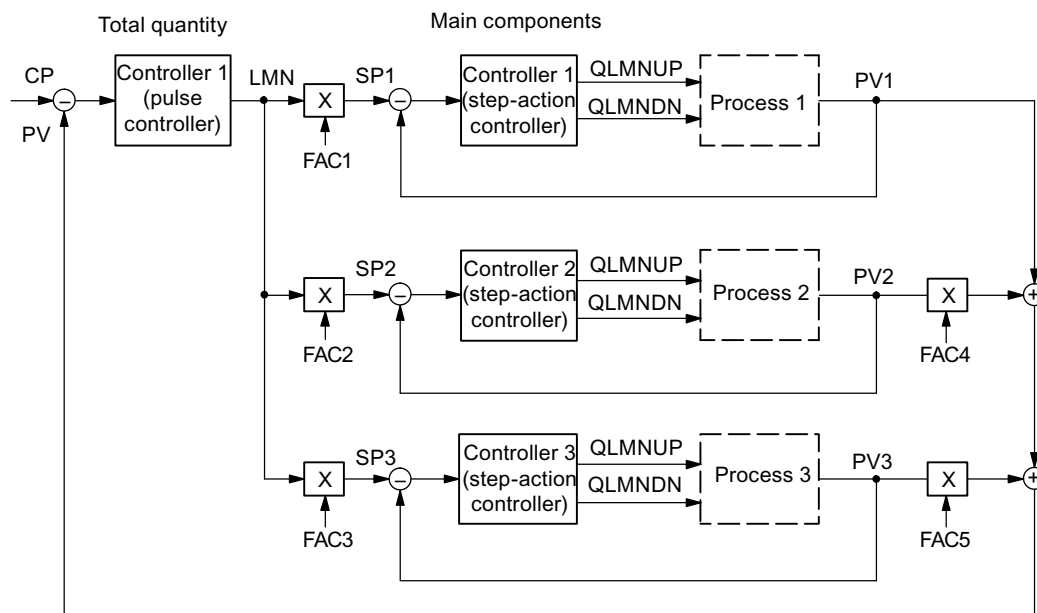 Main components
Total quantity
CP
PV
Controller 1
(pulse
controller)
LMN
X
FAC1
SP1
Controller 1
(step-action
controller)
QLMNUP
QLMNDN
Process 1
PV1
X
FAC2
SP2
Controller 2
(step-action
controller)
QLMNUP
QLMNDN
Process 2
PV2
X
FAC4
X
FAC3
SP3
Controller 3
(step-action
controller)
QLMNUP
QLMNDN
Process 3
PV3
X
FAC5